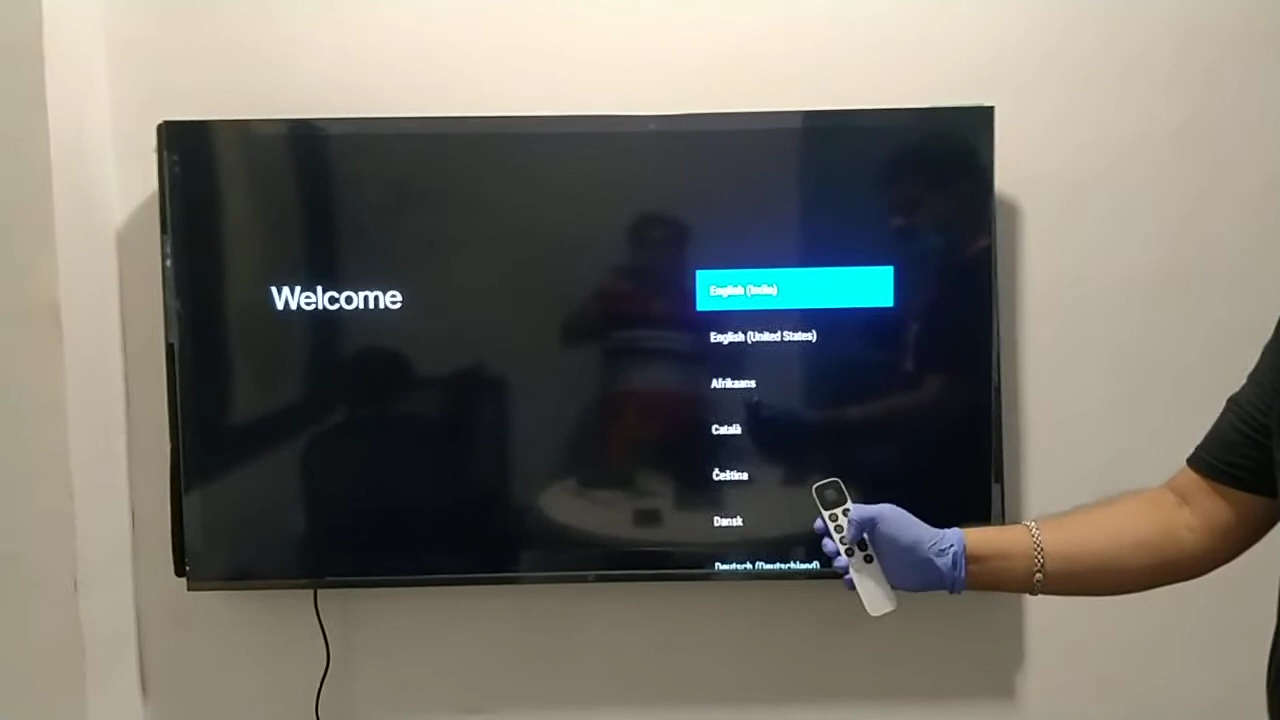 Welcome
English (India)
English (United States)
Afrikaans
Català
Čeština
Dansk
Deutsch (Deutschland)